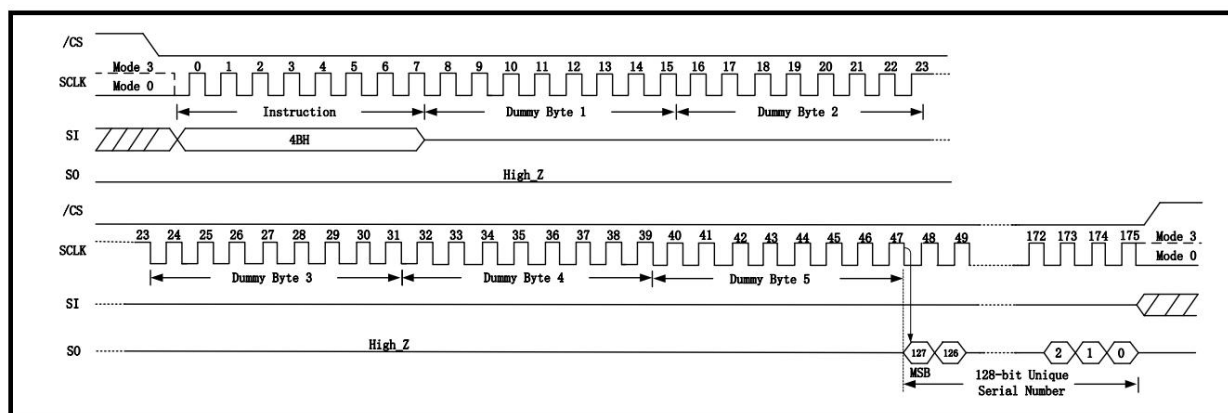 /CS
Mode 3 0 1 2 3 4 5 6 7 8 9 10 11 12 13 14 15 16 17 18 19 20 21 22 23
SCLK Mode 0
Instruction Dummy Byte 1 Dummy Byte 2
SI 4BH
SO High_Z
/CS
23 24 25 26 27 28 29 30 31 32 33 34 35 36 37 38 39 40 41 42 43 44 45 46 47 48 49 172 173 174 175 Mode 3
SCLK Mode 0
Dummy Byte 3 Dummy Byte 4 Dummy Byte 5
SI
High_Z
SO 127 126 2 1 0
MSB 128-bit Unique
Serial Number